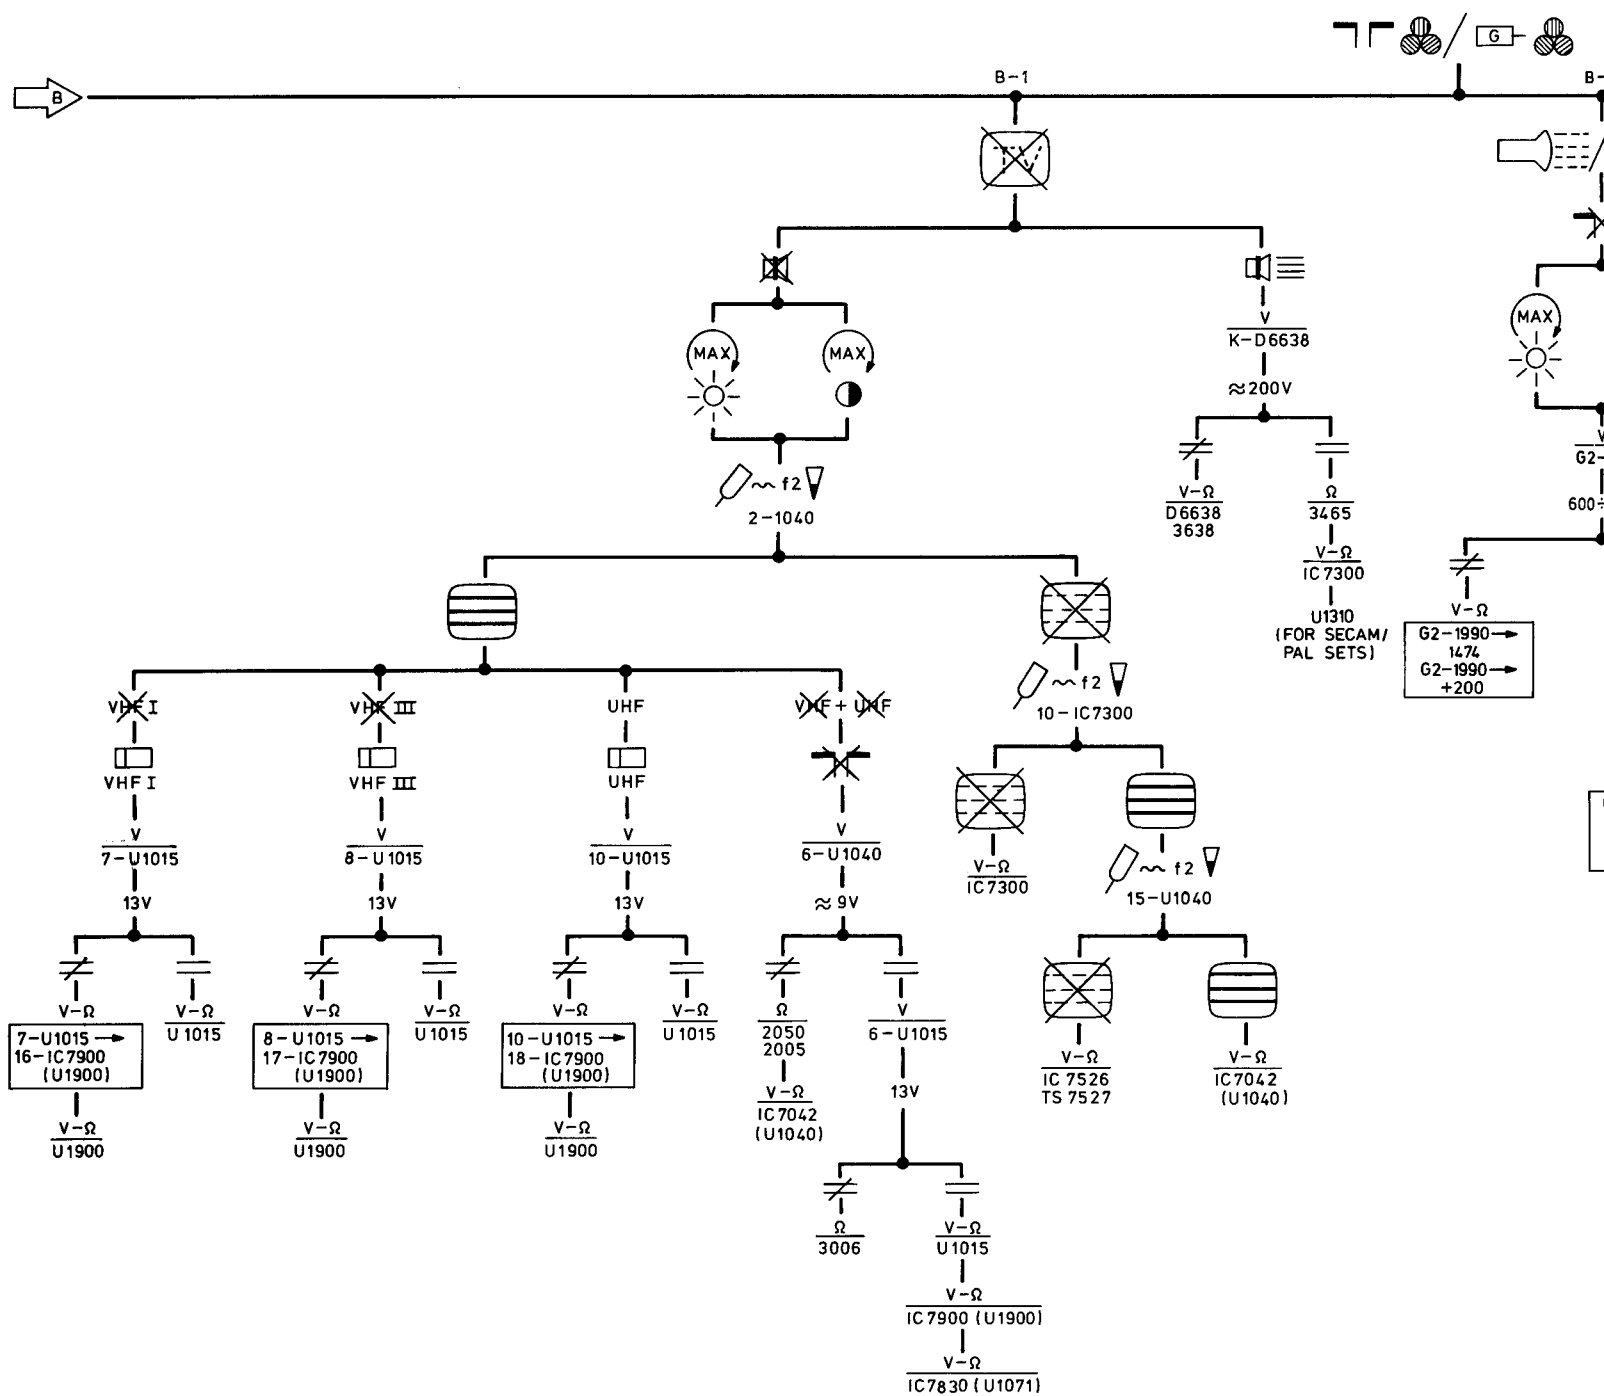 G
B
B-1
B-
TV
MAX
MAX
MAX
V
K-D6638
≈200V
V-Ω
D6638
3638
Ω
3465
V-Ω
IC7300
U1310
(FOR SECAM/
PAL SETS)
G2-
600÷
V-Ω
G2-1990→
1474
G2-1990→
+200
~ f2
2-1040
~ f2
10-IC7300
V-Ω
IC7300
~ f2
15-U1040
V-Ω
IC 7526
TS 7527
V-Ω
IC7042
(U1040)
VHF I
VHF I
V
7-U1015
13V
V-Ω
7-U1015→
16-IC7900
(U1900)
V-Ω
U1900
V-Ω
U1015
VHF III
VHF III
V
8-U1015
13V
V-Ω
8-U1015→
17-IC7900
(U1900)
V-Ω
U1900
V-Ω
U1015
UHF
UHF
V
10-U1015
13V
V-Ω
10-U1015→
18-IC7900
(U1900)
V-Ω
U1900
V-Ω
U1015
VHF + UHF
V
6-U1040
≈9V
Ω
2050
2005
V-Ω
IC7042
(U1040)
V
6-U1015
13V
Ω
3006
V-Ω
U1015
V-Ω
IC7900 (U1900)
V-Ω
IC7830 (U1071)